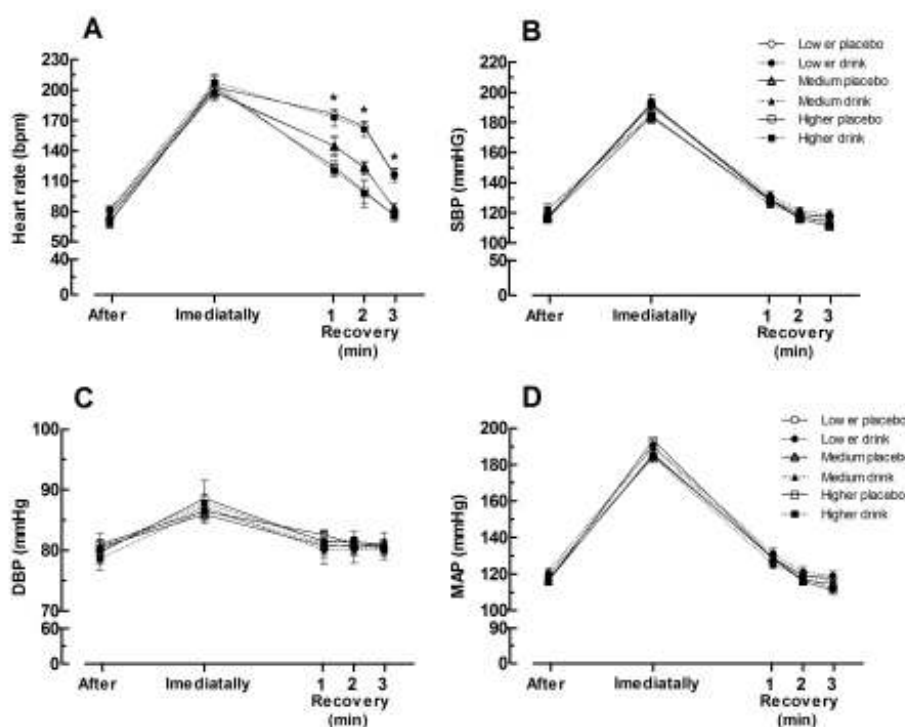 A
Heart rate (bpm)
230
200
170
140
110
80
50
40
20
0
* * *
After
Imediatally
1 2 3
Recovery
(min)
B
SBP (mmHG)
220
200
180
160
140
120
100
50
0
After
Imediatally
1 2 3
Recovery
(min)
Low er placebo
Low er drink
Medium placebo
Medium drink
Higher placebo
Higher drink
C
DBP (mmHg)
100
90
80
70
60
0
After
Imediatally
1 2 3
Recovery
(min)
D
MAP (mmHg)
200
180
160
140
120
100
90
0
After
Imediatally
1 2 3
Recovery
(min)
Low er placebo
Low er drink
Medium placebo
Medium drink
Higher placebo
Higher drink